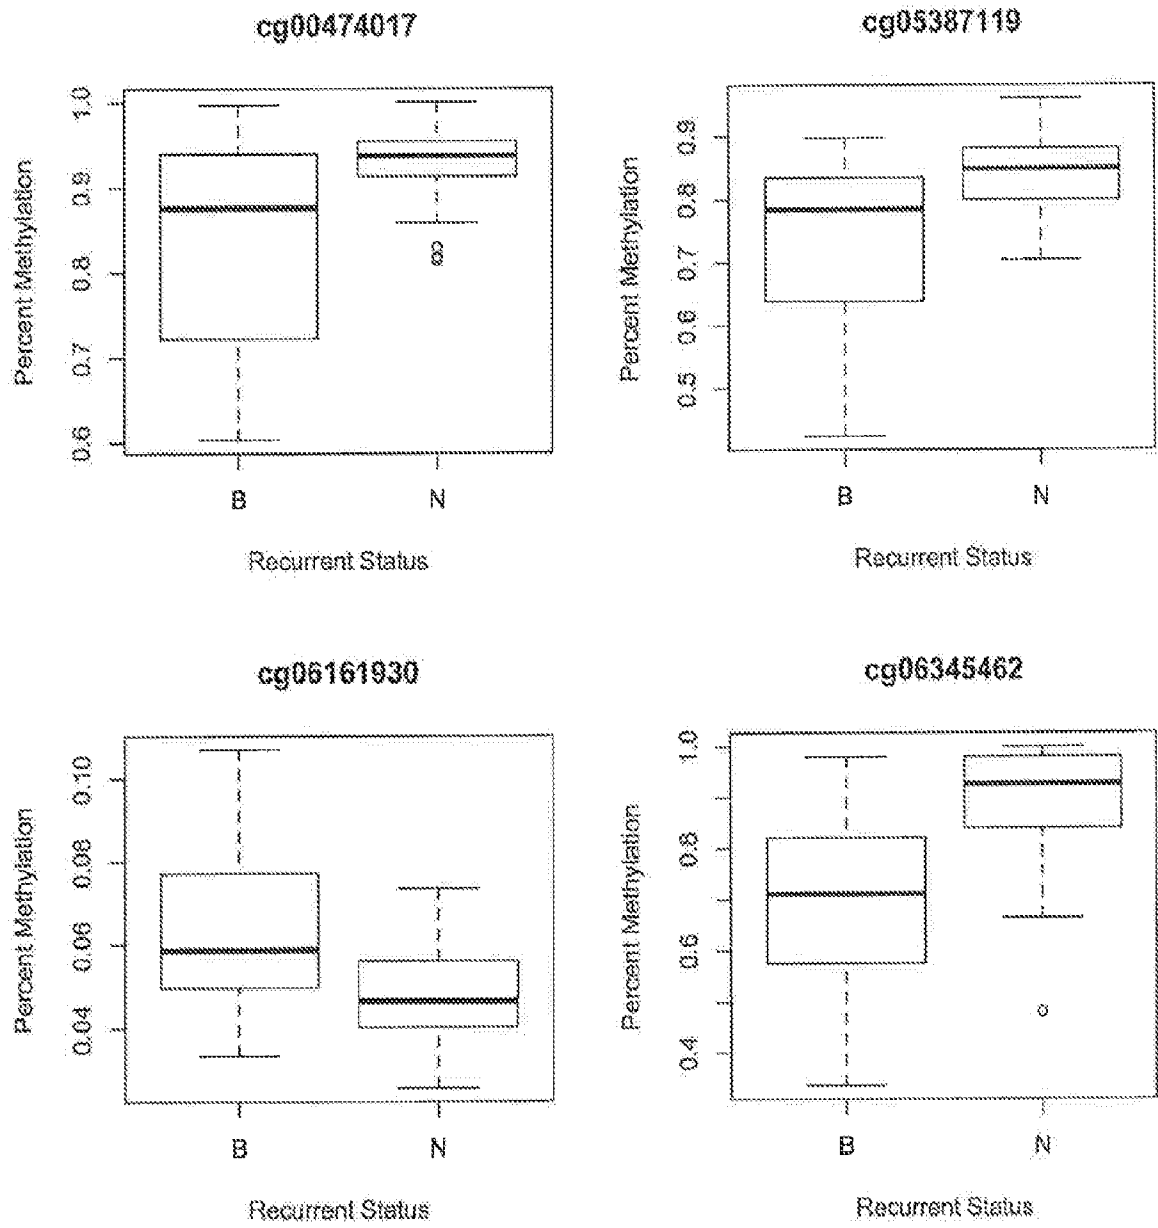 cg00474017
Percent Methylation
1.0
0.9
0.8
0.7
0.6
B N
Recurrent Status
cg05387119
Percent Methylation
0.9
0.8
0.7
0.6
0.5
B N
Recurrent Status
cg06161930
Percent Methylation
0.10
0.08
0.06
0.04
B N
Recurrent Status
cg06345462
Percent Methylation
1.0
0.8
0.6
0.4
B N
Recurrent Status